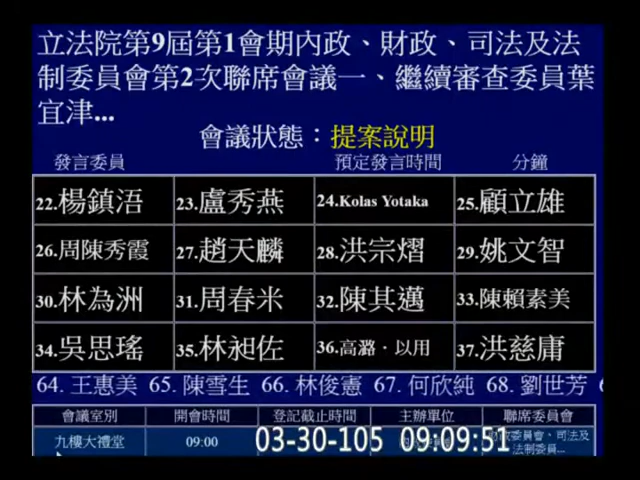 立法院第9屆第1會期內政、財政、司法及法
制委員會第2次聯席會議一、繼續審查委員葉
宜津...
會議狀態：提案說明
發言委員 預定發言時間 分鐘
22.楊鎮浯 23.盧秀燕 24.Kolas Yotaka 25.顧立雄
26.周陳秀霞 27.趙天麟 28.洪宗熠 29.姚文智
30.林為洲 31.周春米 32.陳其邁 33.陳賴素美
34.吳思瑤 35.林昶佐 36.高潞．以用 37.洪慈庸
64. 王惠美 65. 陳雪生 66. 林俊憲 67. 何欣純 68. 劉世芳
會議室別 開會時間 登記截止時間 主辦單位 聯席委員會
九樓大禮堂 09:00 03-30-105 09:09:51 委員會、司法及
法制委員...